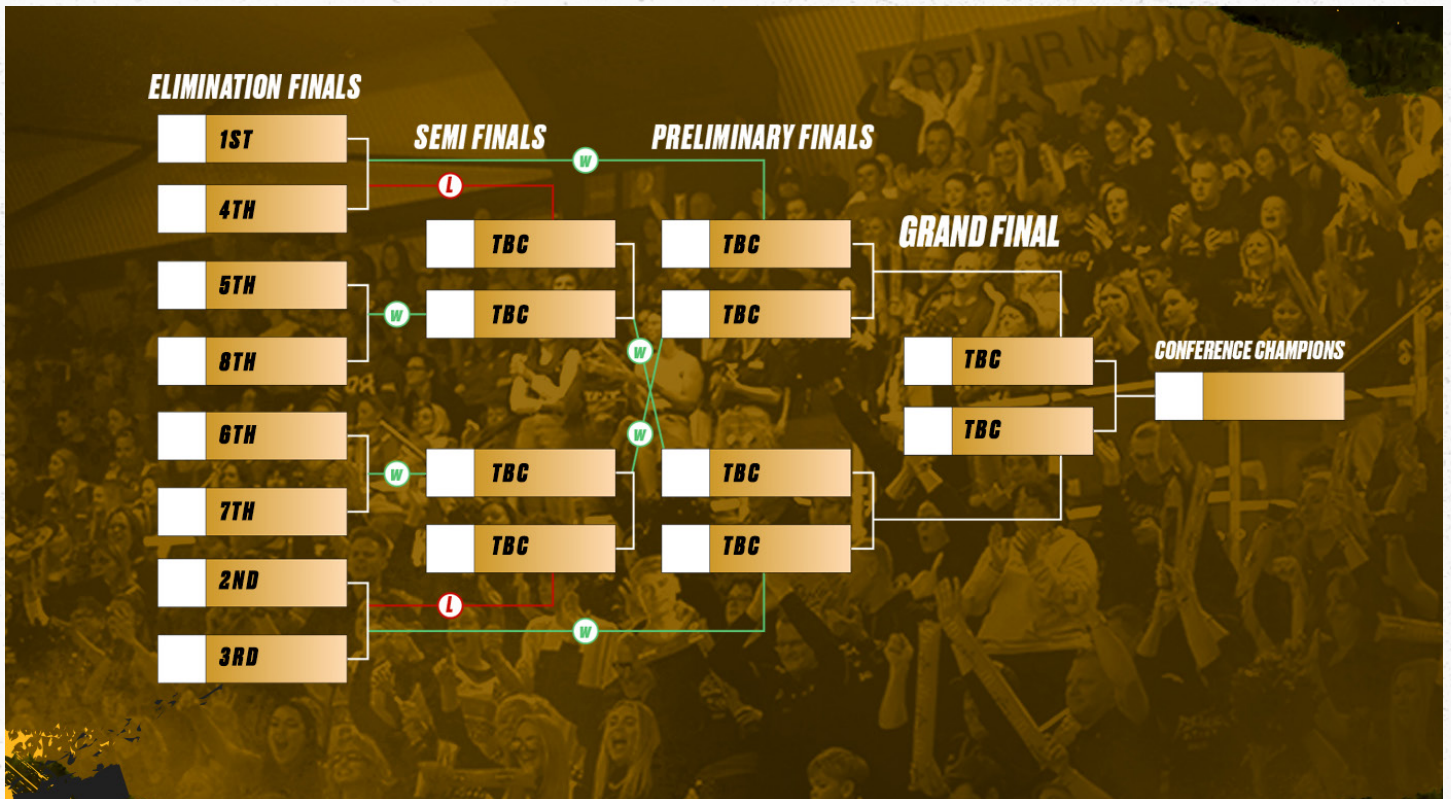 ELIMINATION FINALS
1ST
4TH
5TH
8TH
6TH
7TH
2ND
3RD
SEMI FINALS
L
TBC
W
TBC
W
TBC
TBC
L
PRELIMINARY FINALS
W
TBC
TBC
W
W
TBC
TBC
W
GRAND FINAL
TBC
TBC
CONFERENCE CHAMPIONS